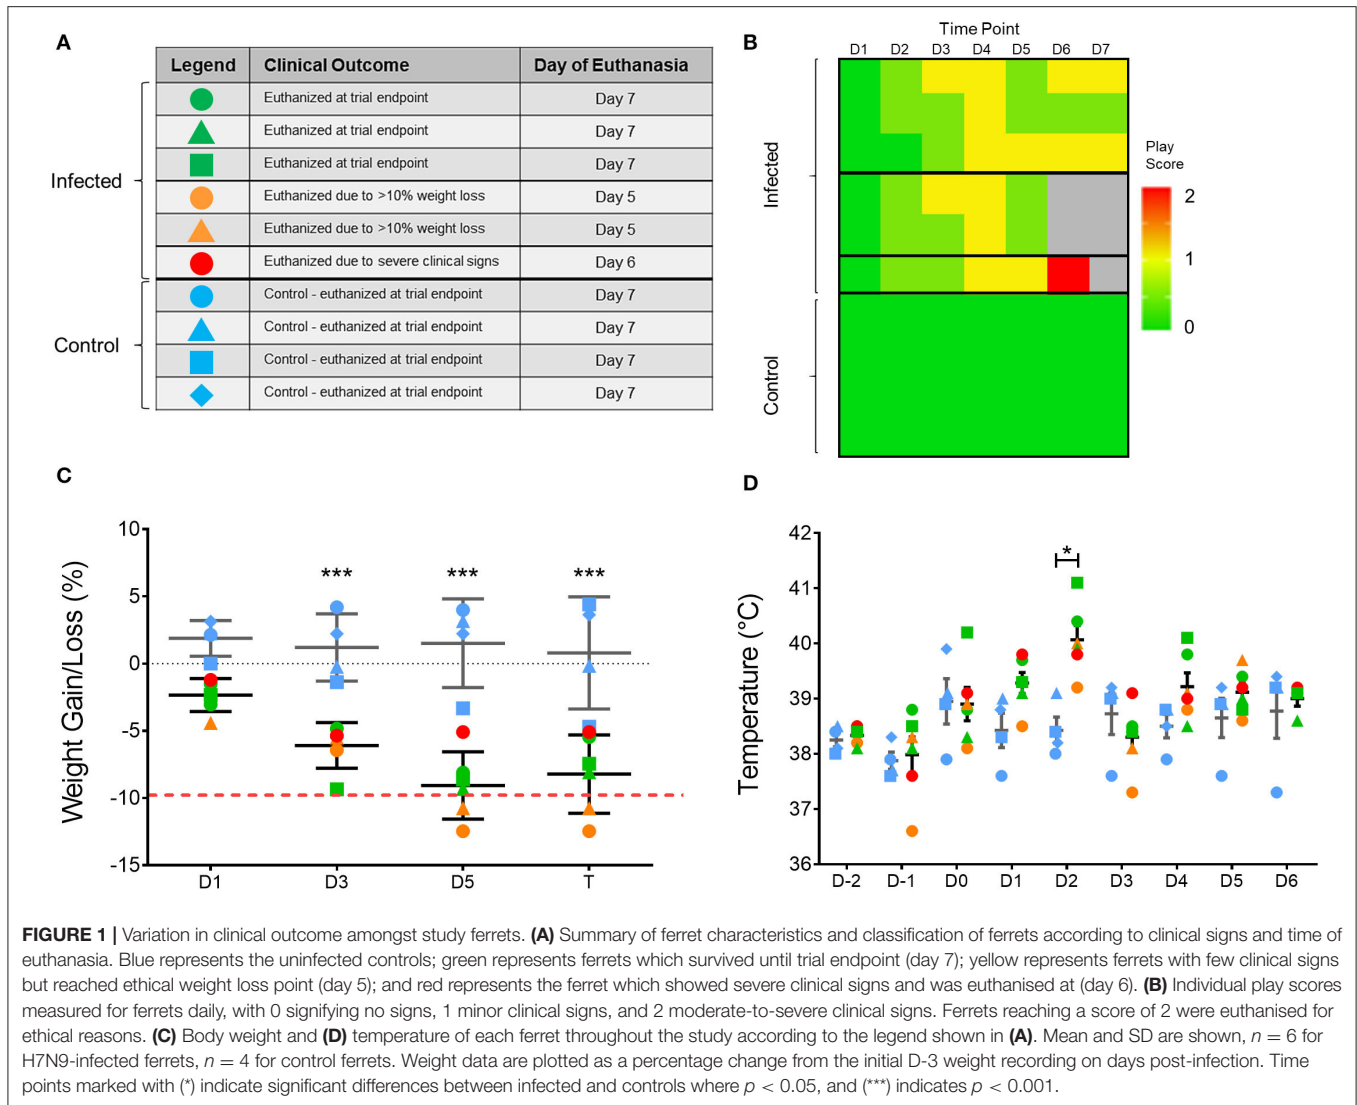 A
Legend Clinical Outcome Day of Euthanasia
Euthanized at trial endpoint Day 7
Euthanized at trial endpoint Day 7
Euthanized at trial endpoint Day 7
Infected
Euthanized due to >10% weight loss Day 5
Euthanized due to >10% weight loss Day 5
Euthanized due to severe clinical signs Day 6
Control - euthanized at trial endpoint Day 7
Control - euthanized at trial endpoint Day 7
Control
Control - euthanized at trial endpoint Day 7
Control - euthanized at trial endpoint Day 7
B
Time Point
D1 D2 D3 D4 D5 D6 D7
Infected
Control
Play
Score
2
1
0
C
Weight Gain/Loss (%)
10
5
0
-5
-10
-15
*** *** ***
D1 D3 D5 T
D
Temperature (°C)
42
41
40
39
38
37
36
*
D-2 D-1 D0 D1 D2 D3 D4 D5 D6
FIGURE 1 | Variation in clinical outcome amongst study ferrets. (A) Summary of ferret characteristics and classification of ferrets according to clinical signs and time of
euthanasia. Blue represents the uninfected controls; green represents ferrets which survived until trial endpoint (day 7); yellow represents ferrets with few clinical signs
but reached ethical weight loss point (day 5); and red represents the ferret which showed severe clinical signs and was euthanised at (day 6). (B) Individual play scores
measured for ferrets daily, with 0 signifying no signs, 1 minor clinical signs, and 2 moderate-to-severe clinical signs. Ferrets reaching a score of 2 were euthanised for
ethical reasons. (C) Body weight and (D) temperature of each ferret throughout the study according to the legend shown in (A). Mean and SD are shown, n = 6 for
H7N9-infected ferrets, n = 4 for control ferrets. Weight data are plotted as a percentage change from the initial D-3 weight recording on days post-infection. Time
points marked with (*) indicate significant differences between infected and controls where p < 0.05, and (***) indicates p < 0.001.